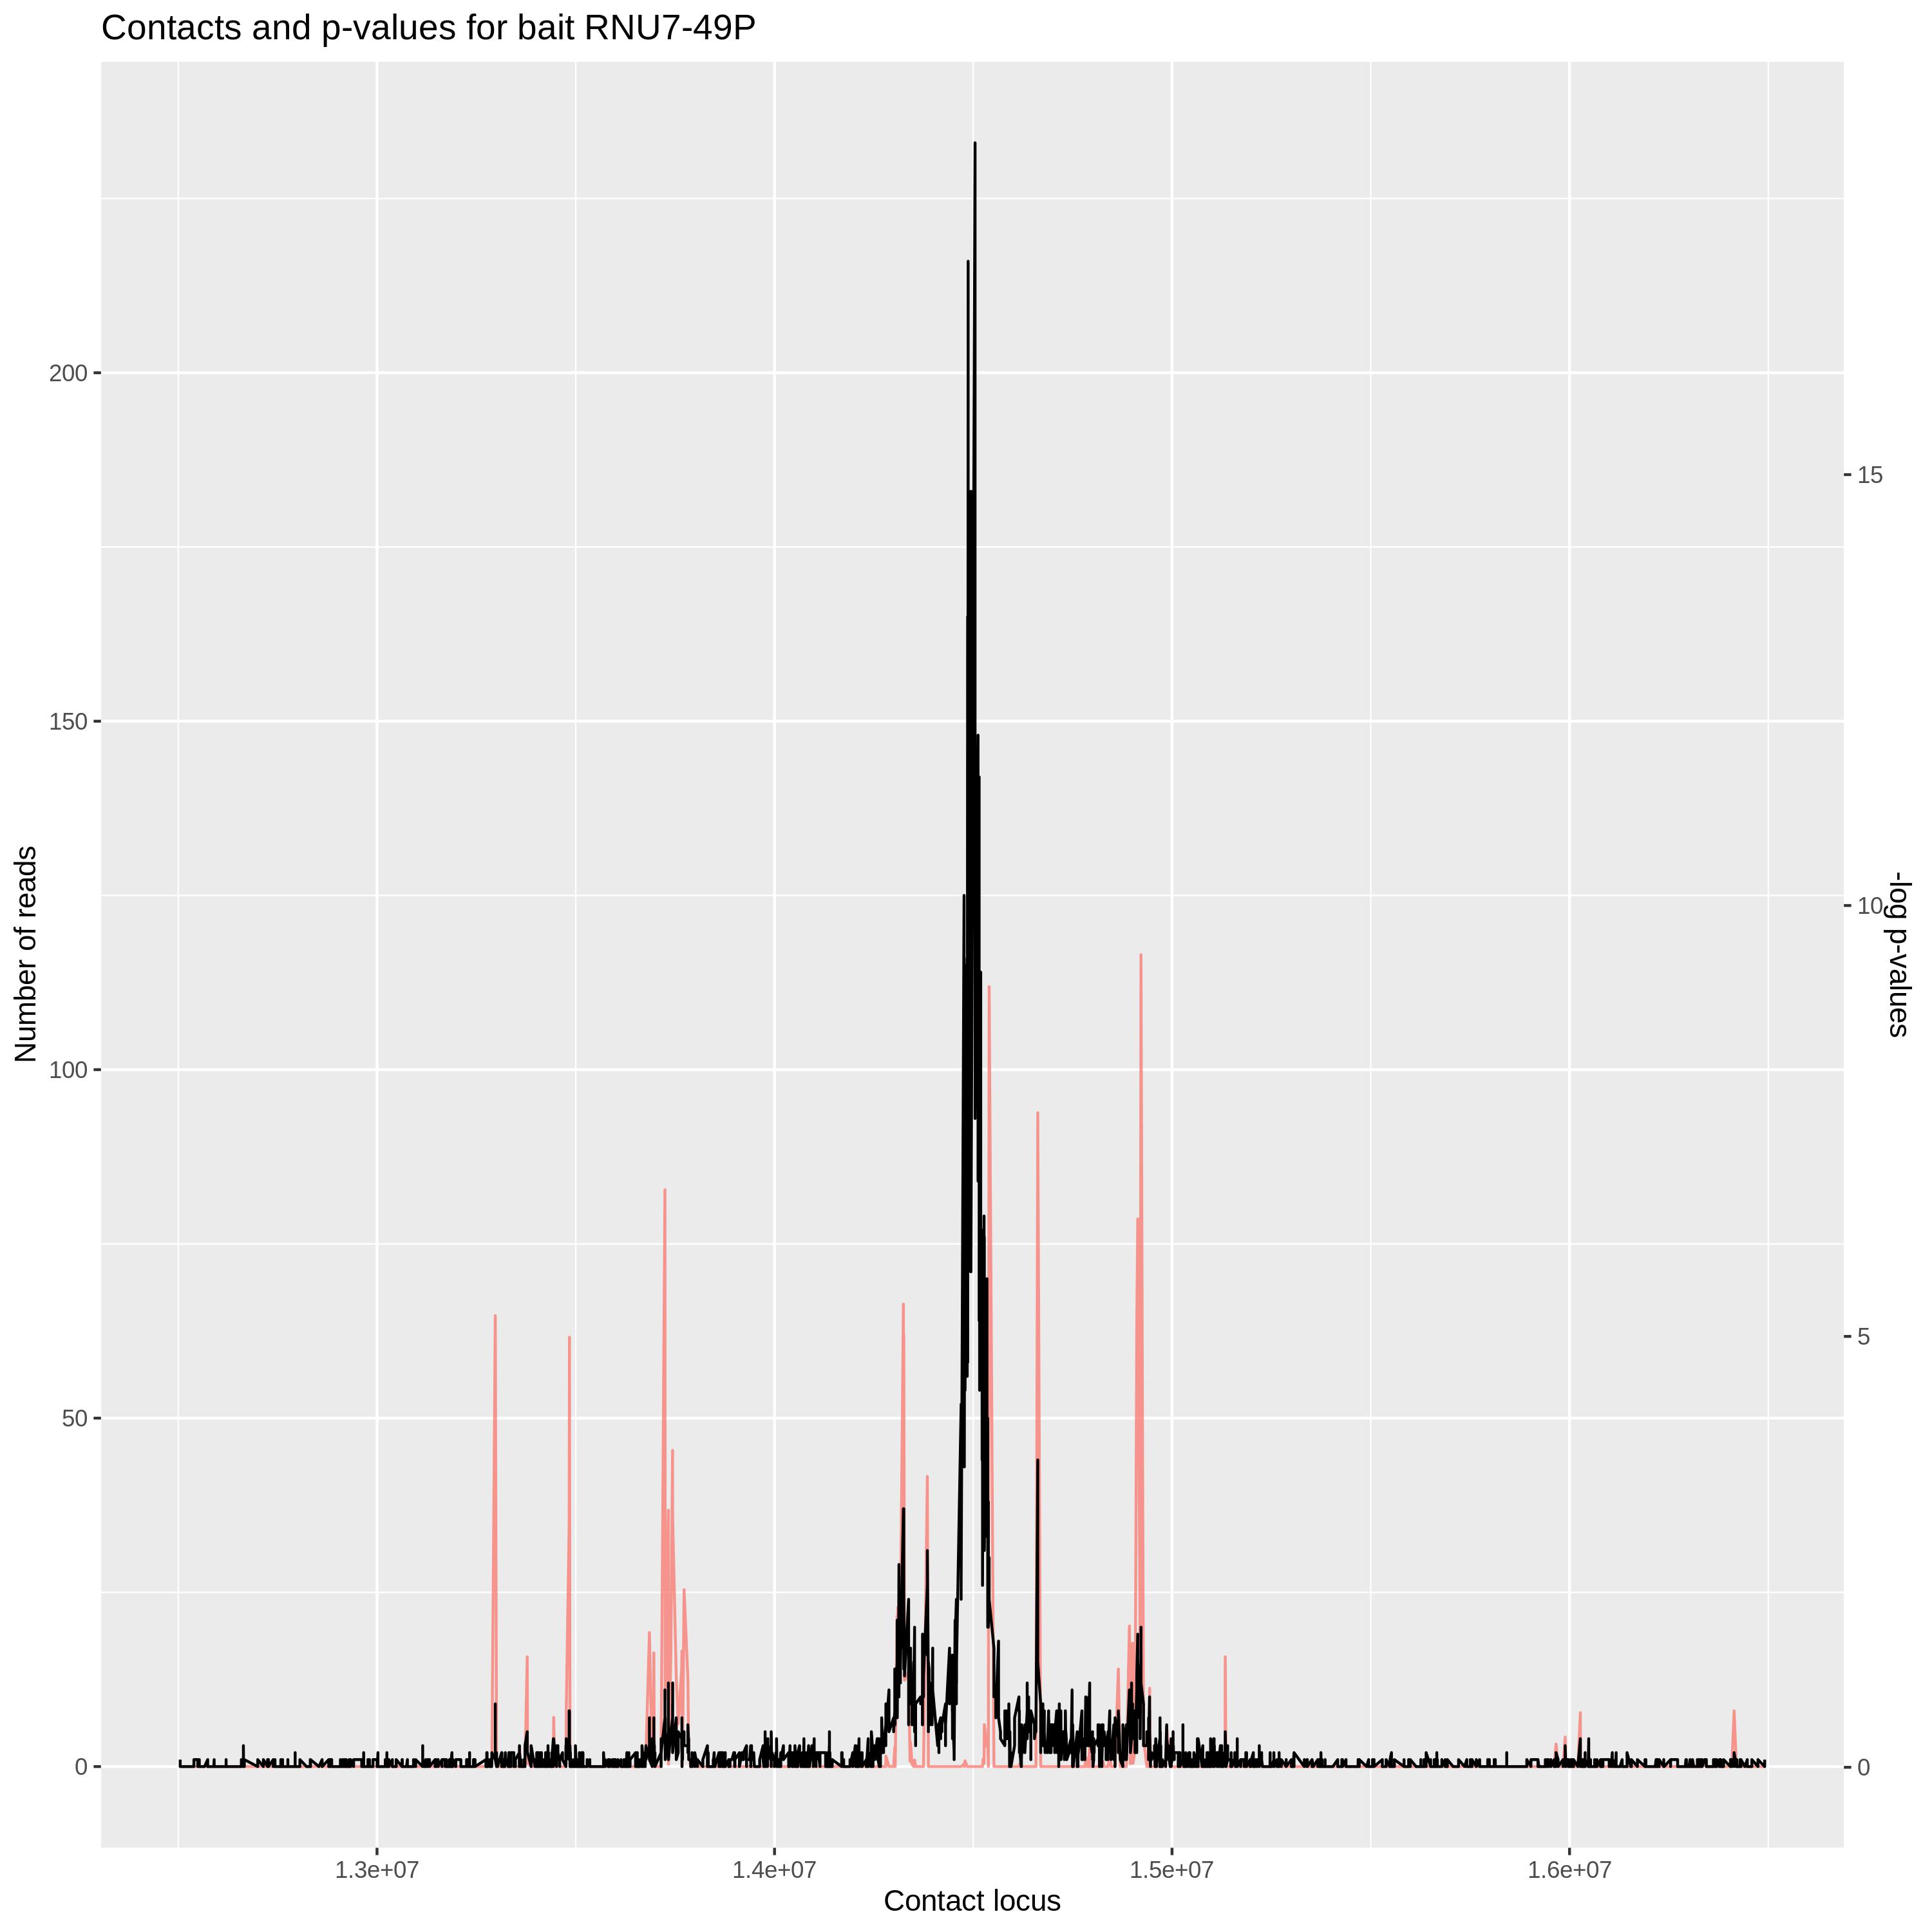 Contacts and p-values for bait RNU7-49P
Number of reads
200
150
100
50
0
15
10
5
0
-log p-values
1.3e+07
1.4e+07
1.5e+07
1.6e+07
Contact locus